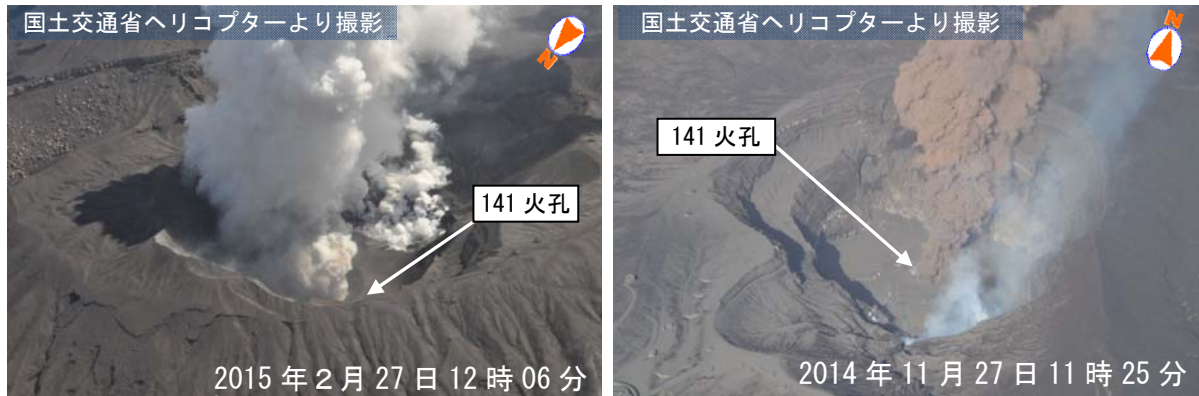 国土交通省ヘリコプターより撮影
N
141 火孔
2015 年２月 27 日 12 時 06 分
国土交通省ヘリコプターより撮影
N
141 火孔
2014 年 11 月 27 日 11 時 25 分